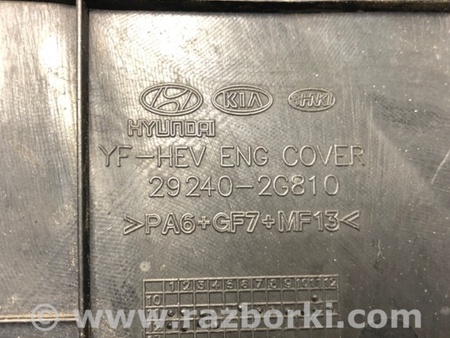 KIA
HYUNDAI
YF-HEV ENG COVER
29240-2G810
>PA6+GF7+MF13<
1 2 3 4 5 6 7 8 9 10 11 12
10
www.razborki.com